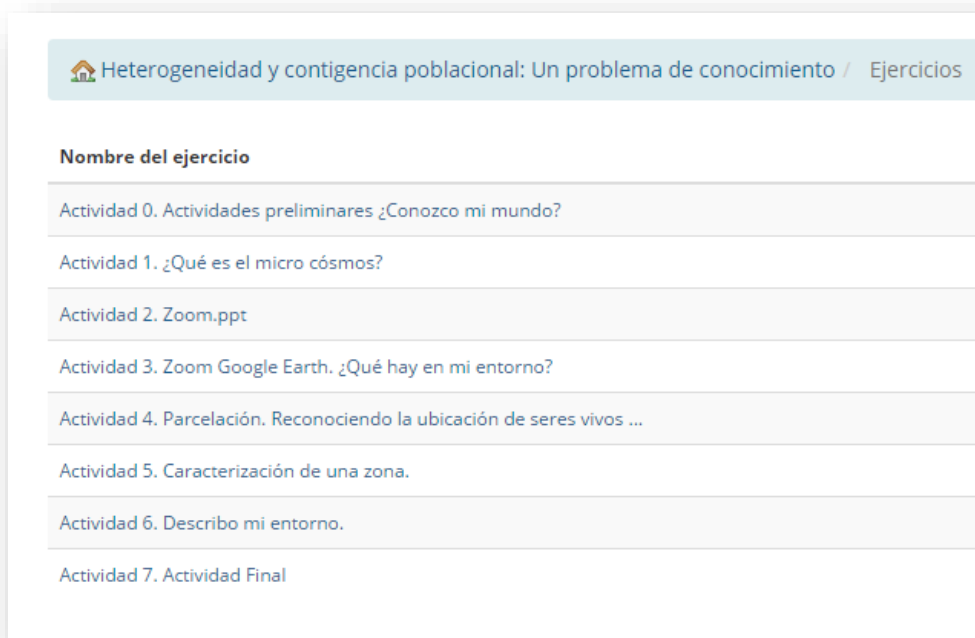 Heterogeneidad y contigencia poblacional: Un problema de conocimiento / Ejercicios
Nombre del ejercicio
Actividad 0. Actividades preliminares ¿Conozco mi mundo?
Actividad 1. ¿Qué es el micro cósmos?
Actividad 2. Zoom.ppt
Actividad 3. Zoom Google Earth. ¿Qué hay en mi entorno?
Actividad 4. Parcelación. Reconociendo la ubicación de seres vivos ...
Actividad 5. Caracterización de una zona.
Actividad 6. Describo mi entorno.
Actividad 7. Actividad Final